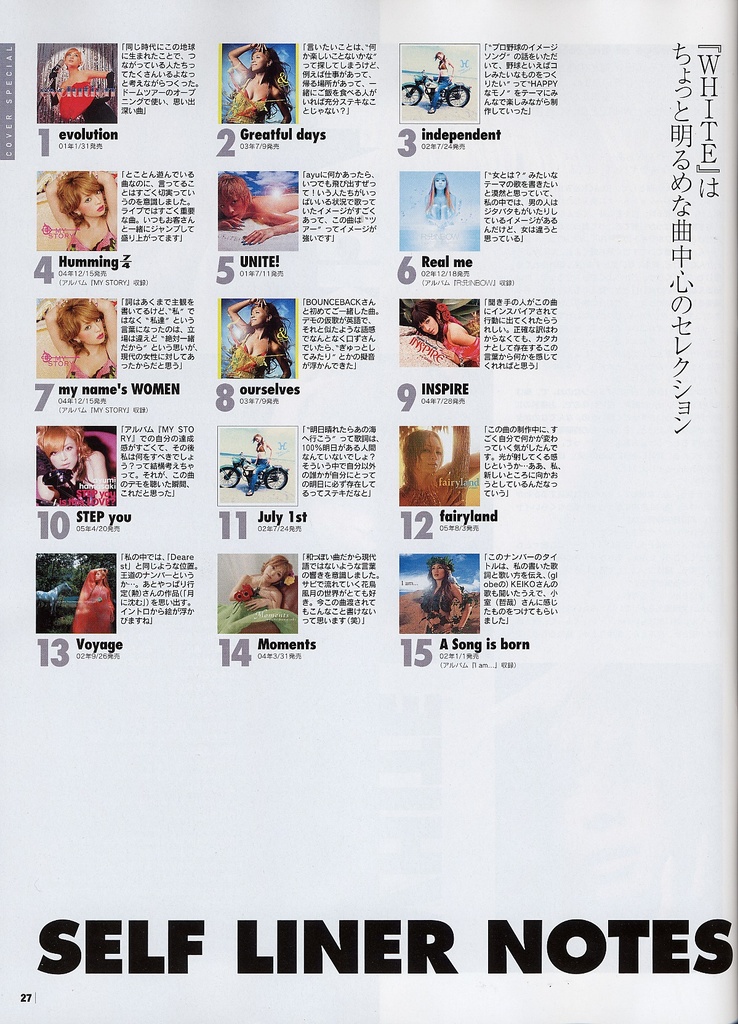 COVER SPECIAL
『WHITE』は
ちょっと明るめな曲中心のセレクション
「同じ時代にこの地球
に生まれたことで、つ
ながっている人たちっ
てたくさんいるよなっ
と考えながらつくった。
ドームツアーのオープ
ニングで使い、思い出
深い曲」
1 evolution
01年1/31発売
「言いたいことは、“何
か楽しいことないかな”
って探してしまうけど、
例えば仕事があって、
帰る場所があって、一
緒にご飯を食べる人が
いれば充分ステキなこ
とじゃない?」
2 Greatful days
03年7/9発売
「“プロ野球のイメージ
ソング”の話をいただ
いて、野球といえばコ
レみたいなものをつく
りたい”って“HAPPY
なモノ”をテーマにみ
んなで楽しみながら制
作していった」
3 independent
02年7/24発売
「とことん遊んでいる
曲なのに、言ってるこ
とはすごく切実ってい
うのを意識しました。
ライブではすごく重要
な曲。いつもお客さん
と一緒にジャンプして
盛り上がってます」
4 Humming 7/4
04年12/15発売
(アルバム『MY STORY』収録)
「ayuに何かあったら、
いつでも飛び出すぜっ
て!いう人たちがいっ
ぱいいる状況で歌って
いたイメージがすごく
あって、この曲は“ツ
アー”ってイメージが
強いです」
5 UNITE!
01年7/11発売
「“女とは?”みたいな
テーマの歌を書きたい
と漠然と思っていて、
私の中では、男の人は
ジタバタもがいたりし
ているイメージがある
んだけど、女は違うと
思っている」
6 Real me
02年12/18発売
(アルバム『RAINBOW』収録)
「詞はあくまで主観を
書いてるけど、“私”で
はなく“私達”という
言葉になったのは、立
場は違えど“絶対一緒
だから”という思いが、
現代の女性に対してあ
ったからだと思う」
7 my name's WOMEN
04年12/15発売
(アルバム『MY STORY』収録)
「BOUNCEBACKさん
と初めてご一緒した曲。
デモの仮歌が英語で、
それと似たような語感
でなんとなく口ずさん
でいたら、“ぎゅっとし
てみたり”とかの擬音
が浮かんできた」
8 ourselves
03年7/9発売
「聞き手の人がこの曲
にインスパイアされて
行動に出てくれたらう
れしい。正確な訳はわ
からなくても、カタカ
ナとして存在するこの
言葉から何かを感じて
くれればと思う」
9 INSPIRE
04年7/28発売
「アルバム『MY STO
RY』での自分の達成
感がすごくて、その後
私は何をすべきでしょ
う?って結構考えちゃ
って。それが、この曲
のデモを聴いた瞬間、
これだと思った」
10 STEP you
05年4/20発売
「“明日晴れたらあの海
へ行こう”って歌詞は、
100%明日がある人間
なんていないでしょ?
そういう中で自分以外
の誰かが自分にとって
の明日に必ず存在して
るってステキだなと」
11 July 1st
02年7/24発売
「この曲の制作中に、す
ごく自分で何かが変わ
っていく気がしたんで
す。光が射してくる感
じというか…ああ、私、
新しいところに向かお
うとしているんだなっ
ていう」
12 fairyland
05年8/3発売
「私の中では、「Deare
st」と同じような位置。
王道のナンバーという
か…。あとやっぱり行
定(勲)さんの作品(「月
に沈む」)を思い出す。
イントロから絵が浮か
びますね」
13 Voyage
02年9/26発売
「和っぽい曲だから現代
語ではないような言葉
の響きを意識しました。
サビで流れていく花鳥
風月の世界がとても好
き。今この曲渡されて
もこんなこと書けない
って思います(笑)」
14 Moments
04年3/31発売
「このナンバーのタイ
トルは、私の書いた歌
詞と歌い方を伝え、(gl
obeの)KEIKOさんの
歌も聞いたうえで、小
室(哲哉)さんに感じ
たものをつけてもらい
ました」
15 A Song is born
02年1/1発売
(アルバム『I am...』収録)
SELF LINER NOTES
27